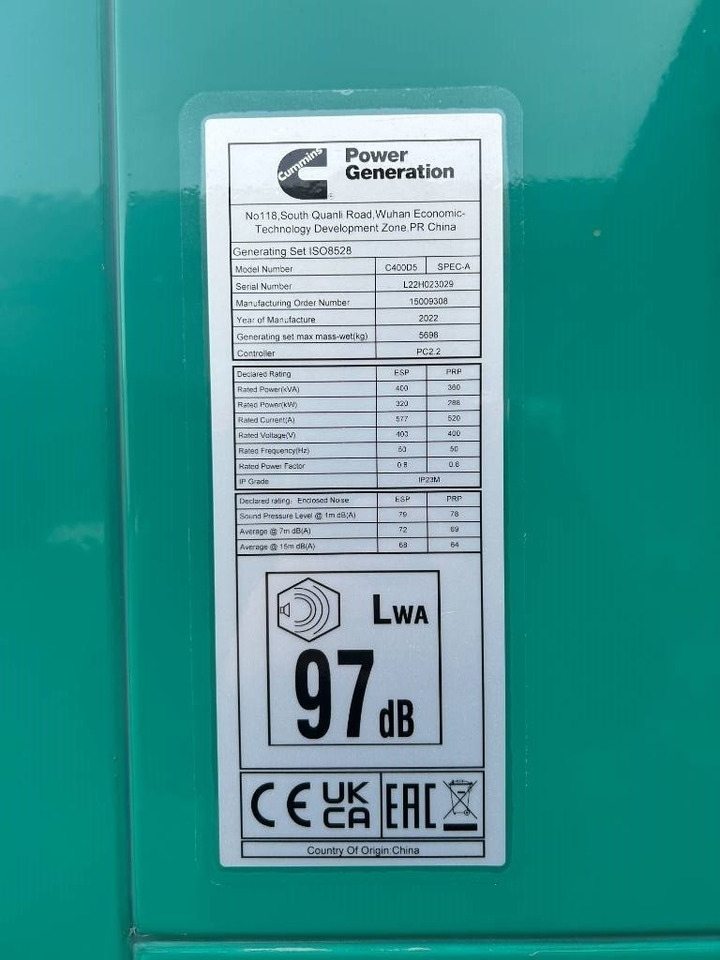 Cummins
Power
Generation
No118,South Quanli Road,Wuhan Economic-
Technology Development Zone,PR China
Generating Set ISO8528
Model Number C400D5 SPEC-A
Serial Number L22H023029
Manufacturing Order Number 15009308
Year of Manufacture 2022
Generating set max mass-wet(kg) 5698
Controller PC2.2
Declared Rating ESP PRP
Rated Power(kVA) 400 360
Rated Power(kW) 320 288
Rated Current(A) 577 520
Rated Voltage(V) 400 400
Rated Frequency(Hz) 50 50
Rated Power Factor 0.8 0.8
IP Grade IP23M
Declared rating: Enclosed Noise ESP PRP
Sound Pressure Level @ 1m dB(A) 79 78
Average @ 7m dB(A) 72 69
Average @ 15m dB(A) 68 64
LWA
97 dB
CE UK CA EAC
Country Of Origin:China